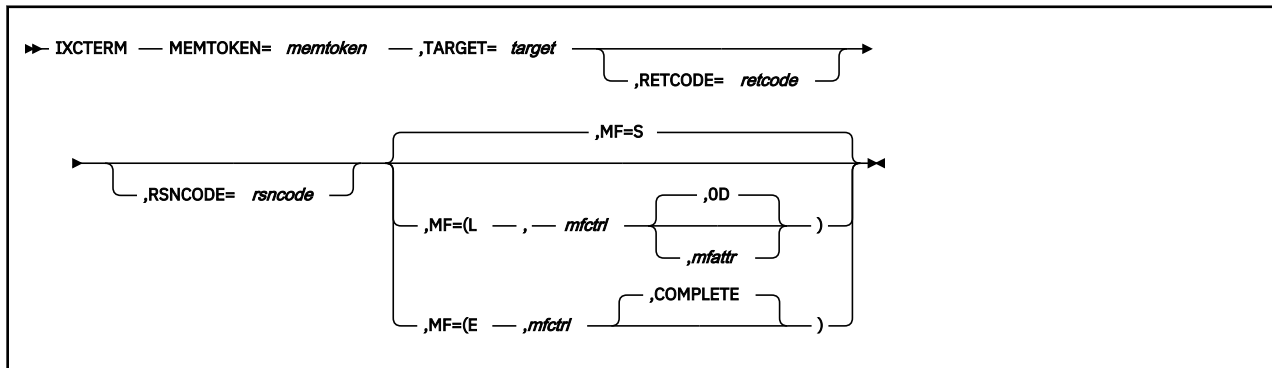 IXCTERM MEMTOKEN= memtoken ,TARGET= target
,RETCODE= retcode
,MF=S
,RSNCODE= rsncode
,0D
,MF=(L , mfctrl )
,mfattr
,COMPLETE
,MF=(E ,mfctrl )